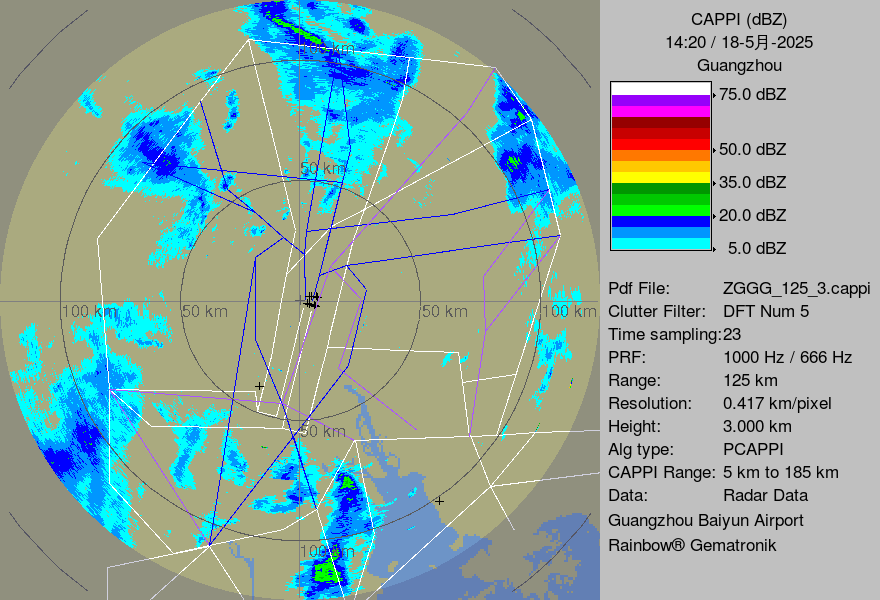 CAPPI (dBZ)
14:20 / 18-5月-2025
Guangzhou
75.0 dBZ
50.0 dBZ
35.0 dBZ
20.0 dBZ
5.0 dBZ
100 km
50 km
100 km
50 km
50 km
100 km
50 km
100 km
Pdf File: ZGGG_125_3.cappi
Clutter Filter: DFT Num 5
Time sampling:23
PRF: 1000 Hz / 666 Hz
Range: 125 km
Resolution: 0.417 km/pixel
Height: 3.000 km
Alg type: PCAPPI
CAPPI Range: 5 km to 185 km
Data: Radar Data
Guangzhou Baiyun Airport
Rainbow® Gematronik